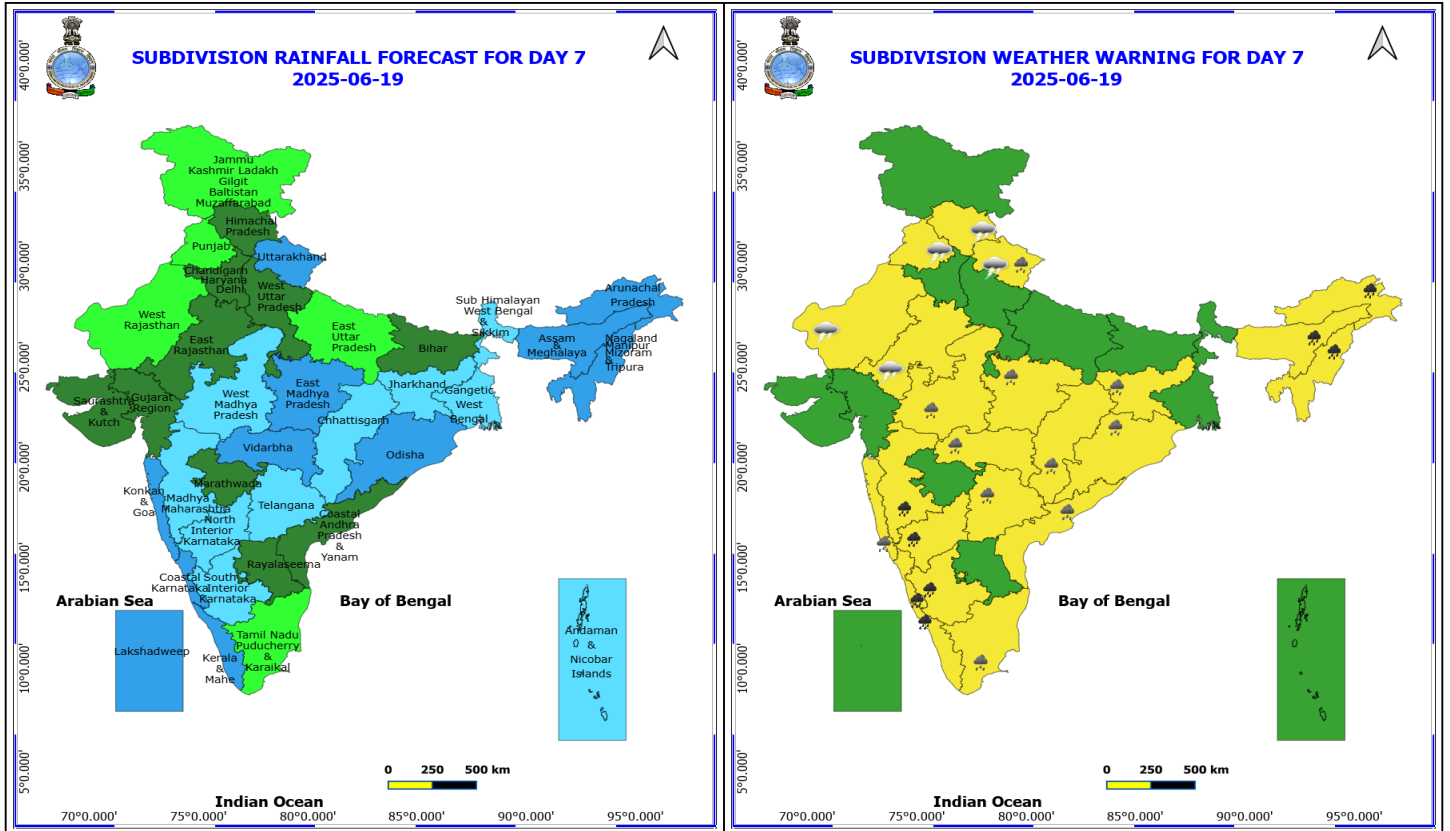 SUBDIVISION RAINFALL FORECAST FOR DAY 7
2025-06-19
40°0.000'
35°0.000'
30°0.000'
25°0.000'
20°0.000'
15°0.000'
10°0.000'
5°0.000'
Jammu
Kashmir Ladakh
Gilgit
Baltistan
Muzaffarabad
Himachal
Pradesh
Punjab
Uttarakhand
Chandigarh
Haryana
Delhi
West
Uttar
Pradesh
West
Rajasthan
East
Rajasthan
East
Uttar
Pradesh
Bihar
Sub Himalayan
West Bengal
&
Sikkim
Arunachal
Pradesh
Assam
&
Meghalaya
Nagaland
Manipur
Mizoram
&
Tripura
Saurashtra
&
Kutch
Gujarat
Region
West
Madhya
Pradesh
East
Madhya
Pradesh
Jharkhand
Gangetic
West
Bengal
Chhattisgarh
Odisha
Vidarbha
Konkan
&
Goa
Marathwada
Madhya
Maharashtra
Telangana
North
Interior
Karnataka
Coastal
Andhra
Pradesh
&
Yanam
Rayalaseema
Coastal
Karnataka
South
Interior
Karnataka
Tamil Nadu
Puducherry
&
Karaikal
Kerala
&
Mahe
Lakshadweep
Andaman
&
Nicobar
Islands
Arabian Sea
Bay of Bengal
0 250 500 km
Indian Ocean
70°0.000' 75°0.000' 80°0.000' 85°0.000' 90°0.000' 95°0.000'
SUBDIVISION WEATHER WARNING FOR DAY 7
2025-06-19
40°0.000'
35°0.000'
30°0.000'
25°0.000'
20°0.000'
15°0.000'
10°0.000'
5°0.000'
Arabian Sea
Bay of Bengal
0 250 500 km
Indian Ocean
70°0.000' 75°0.000' 80°0.000' 85°0.000' 90°0.000' 95°0.000'